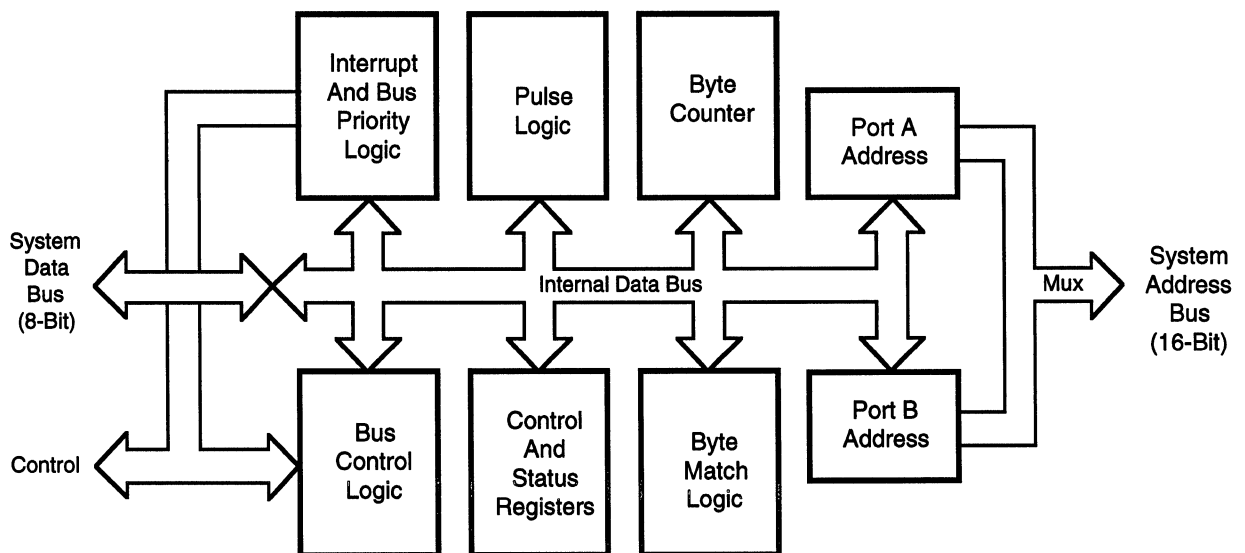 Interrupt
And Bus
Priority
Logic
Pulse
Logic
Byte
Counter
Port A
Address
System
Data
Bus
(8-Bit)
Internal Data Bus
Mux
System
Address
Bus
(16-Bit)
Control
Bus
Control
Logic
Control
And
Status
Registers
Byte
Match
Logic
Port B
Address